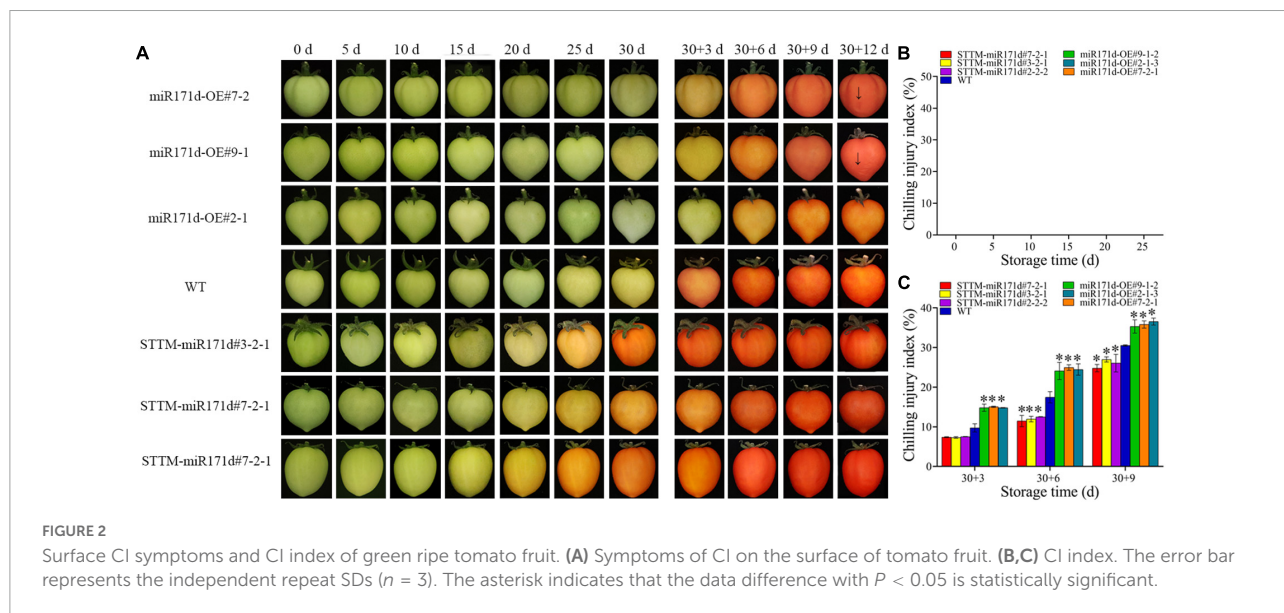 A
0 d 5 d 10 d 15 d 20 d 25 d 30 d 30+3 d 30+6 d 30+9 d 30+12 d
miR171d-OE#7-2
miR171d-OE#9-1
miR171d-OE#2-1
WT
STTM-miR171d#3-2-1
STTM-miR171d#7-2-1
STTM-miR171d#7-2-1
B
STTM-miR171d#7-2-1 miR171d-OE#9-1-2
STTM-miR171d#3-2-1 miR171d-OE#2-1-3
STTM-miR171d#2-2-2 miR171d-OE#7-2-1
WT
Chilling injury index (%)
50
40
30
20
10
0
0 5 10 15 20 25
Storage time (d)
C
STTM-miR171d#7-2-1 miR171d-OE#9-1-2
STTM-miR171d#3-2-1 miR171d-OE#2-1-3
STTM-miR171d#2-2-2 miR171d-OE#7-2-1
WT
Chilling injury index (%)
40
30
20
10
0
***
***
***
***
***
30+3 30+6 30+9
Storage time (d)
FIGURE 2
Surface CI symptoms and CI index of green ripe tomato fruit. (A) Symptoms of CI on the surface of tomato fruit. (B,C) CI index. The error bar
represents the independent repeat SDs (n = 3). The asterisk indicates that the data difference with P < 0.05 is statistically significant.